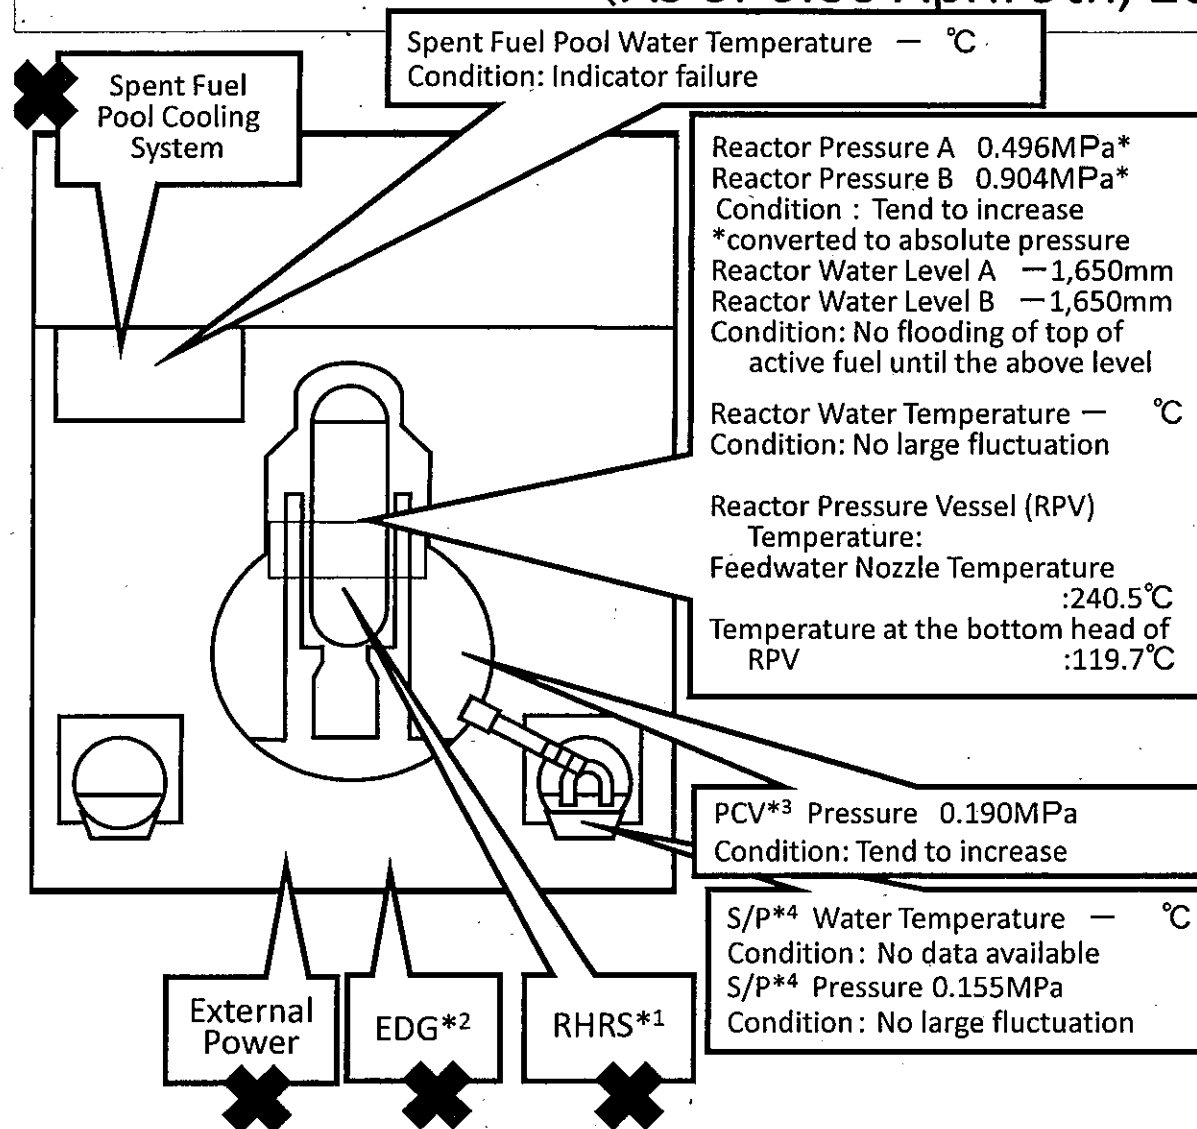 Spent Fuel Pool Water Temperature — ℃
Condition: Indicator failure
Spent Fuel
Pool Cooling
System
Reactor Pressure A 0.496MPa*
Reactor Pressure B 0.904MPa*
Condition : Tend to increase
*converted to absolute pressure
Reactor Water Level A —1,650mm
Reactor Water Level B —1,650mm
Condition: No flooding of top of
active fuel until the above level
Reactor Water Temperature — ℃
Condition: No large fluctuation
Reactor Pressure Vessel (RPV)
Temperature:
Feedwater Nozzle Temperature
:240.5℃
Temperature at the bottom head of
RPV :119.7℃
PCV*3 Pressure 0.190MPa
Condition: Tend to increase
S/P*4 Water Temperature — ℃
Condition: No data available
S/P*4 Pressure 0.155MPa
Condition: No large fluctuation
External
Power
EDG*2
RHRS*1